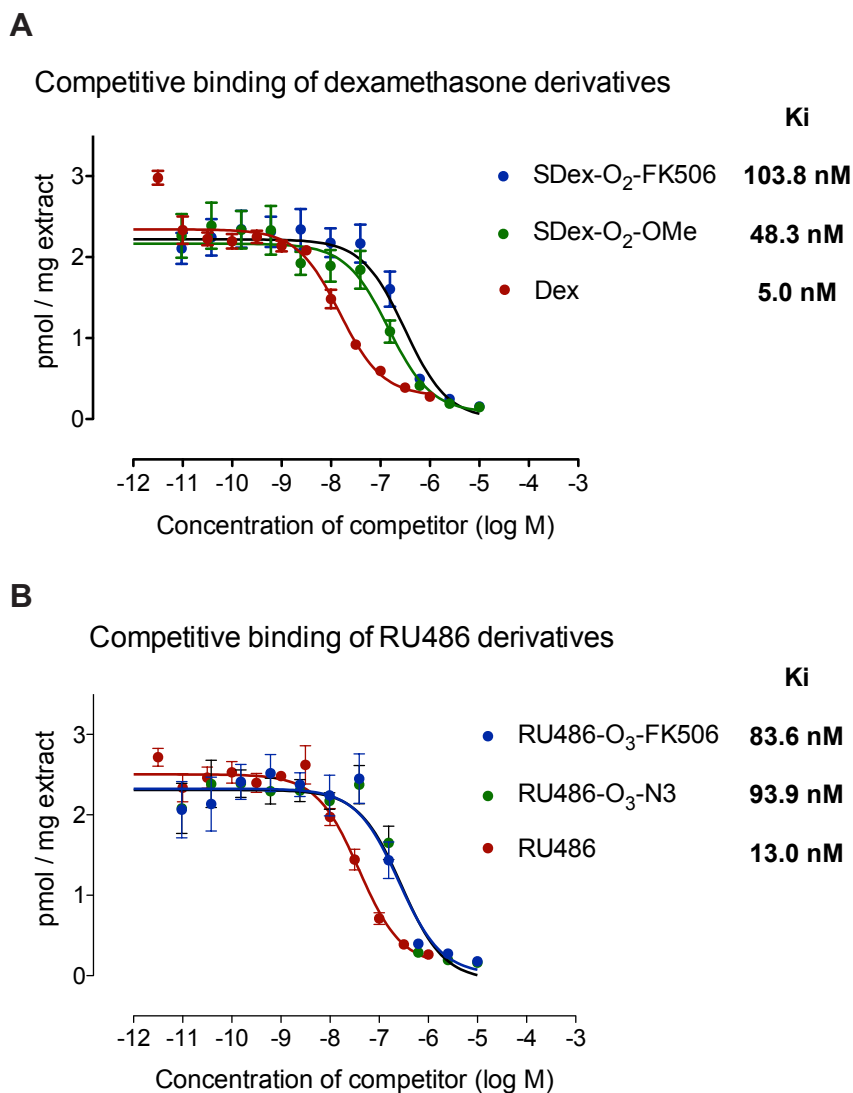 A
Competitive binding of dexamethasone derivatives
Ki
SDex-O2-FK506 103.8 nM
SDex-O2-OMe 48.3 nM
Dex 5.0 nM
pmol / mg extract
3
2
1
0
-12 -11 -10 -9 -8 -7 -6 -5 -4 -3
Concentration of competitor (log M)
B
Competitive binding of RU486 derivatives
Ki
RU486-O3-FK506 83.6 nM
RU486-O3-N3 93.9 nM
RU486 13.0 nM
pmol / mg extract
3
2
1
0
-12 -11 -10 -9 -8 -7 -6 -5 -4 -3
Concentration of competitor (log M)